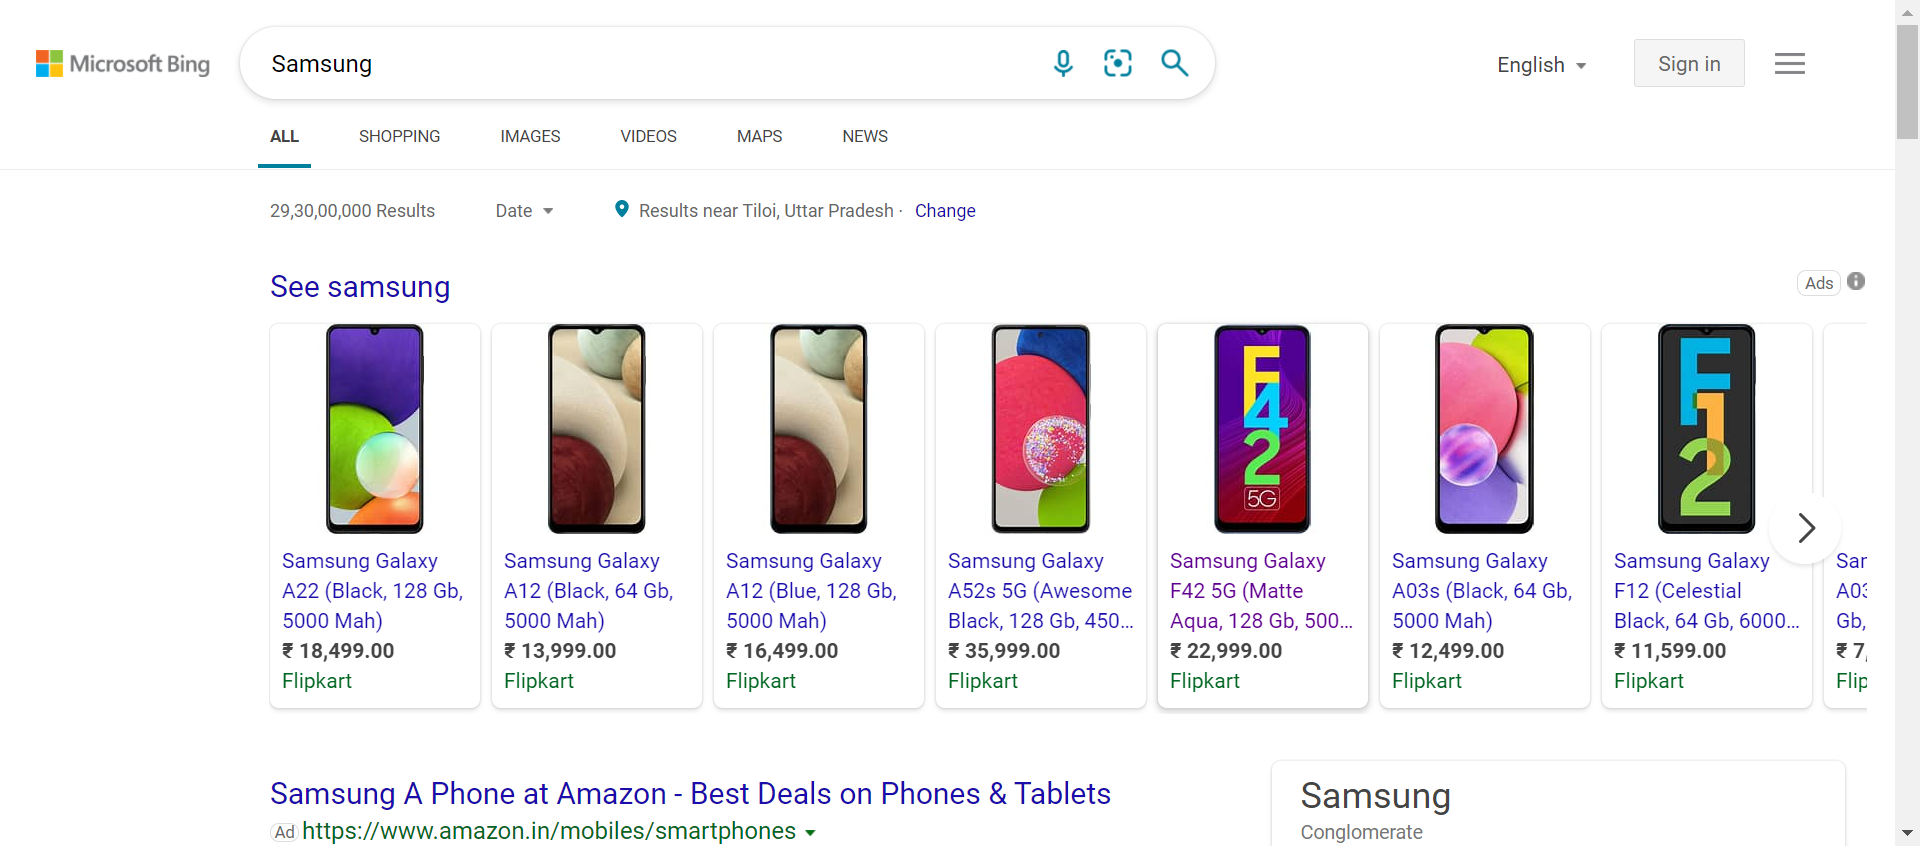 Microsoft Bing
Samsung
English
Sign in
ALL
SHOPPING
IMAGES
VIDEOS
MAPS
NEWS
29,30,00,000 Results
Date
Results near Tiloi, Uttar Pradesh ·
Change
See samsung
Ads
F
4
2
5G
F
1
2
Samsung Galaxy
A22 (Black, 128 Gb,
5000 Mah)
₹ 18,499.00
Flipkart
Samsung Galaxy
A12 (Black, 64 Gb,
5000 Mah)
₹ 13,999.00
Flipkart
Samsung Galaxy
A12 (Blue, 128 Gb,
5000 Mah)
₹ 16,499.00
Flipkart
Samsung Galaxy
A52s 5G (Awesome
Black, 128 Gb, 450...
₹ 35,999.00
Flipkart
Samsung Galaxy
F42 5G (Matte
Aqua, 128 Gb, 500...
₹ 22,999.00
Flipkart
Samsung Galaxy
A03s (Black, 64 Gb,
5000 Mah)
₹ 12,499.00
Flipkart
Samsung Galaxy
F12 (Celestial
Black, 64 Gb, 6000...
₹ 11,599.00
Flipkart
Gb,
₹ 7,
Samsung A Phone at Amazon - Best Deals on Phones & Tablets
Ad https://www.amazon.in/mobiles/smartphones
Samsung
Conglomerate